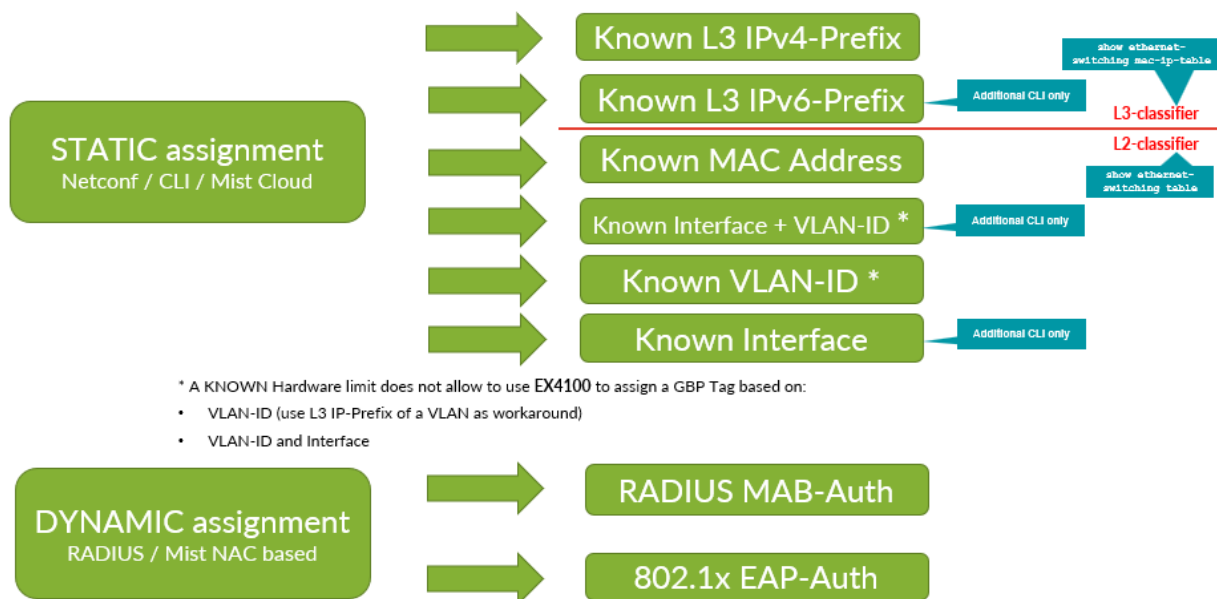 Known L3 IPv4-Prefix
show ethernet-
switching mac-ip-table
Known L3 IPv6-Prefix
Additional CLI only
L3-classifier
STATIC assignment
Netconf / CLI / Mist Cloud
L2-classifier
Known MAC Address
show ethernet-
switching table
Known Interface + VLAN-ID *
Additional CLI only
Known VLAN-ID *
Known Interface
Additional CLI only
* A KNOWN Hardware limit does not allow to use EX4100 to assign a GBP Tag based on:
• VLAN-ID (use L3 IP-Prefix of a VLAN as workaround)
• VLAN-ID and Interface
DYNAMIC assignment
RADIUS / Mist NAC based
RADIUS MAB-Auth
802.1x EAP-Auth